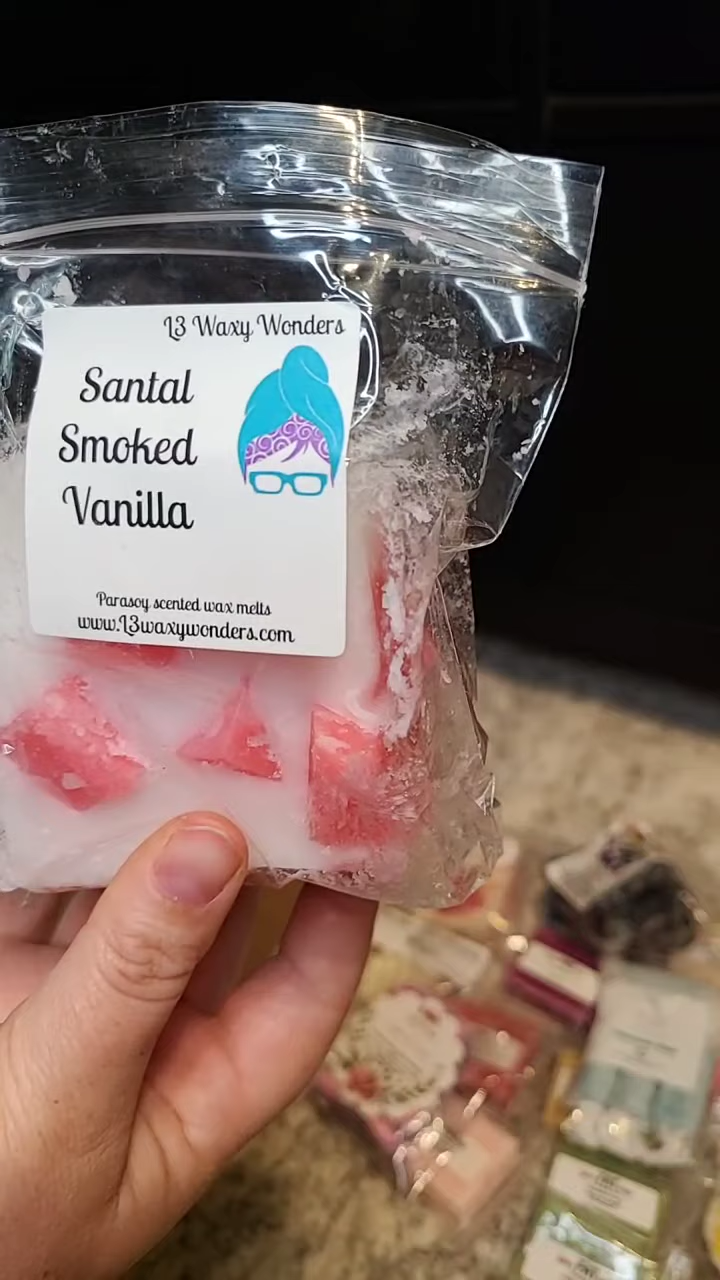 L3 Waxy Wonders
Santal
Smoked
Vanilla
Parasoy scented wax melts
www.L3waxywonders.com